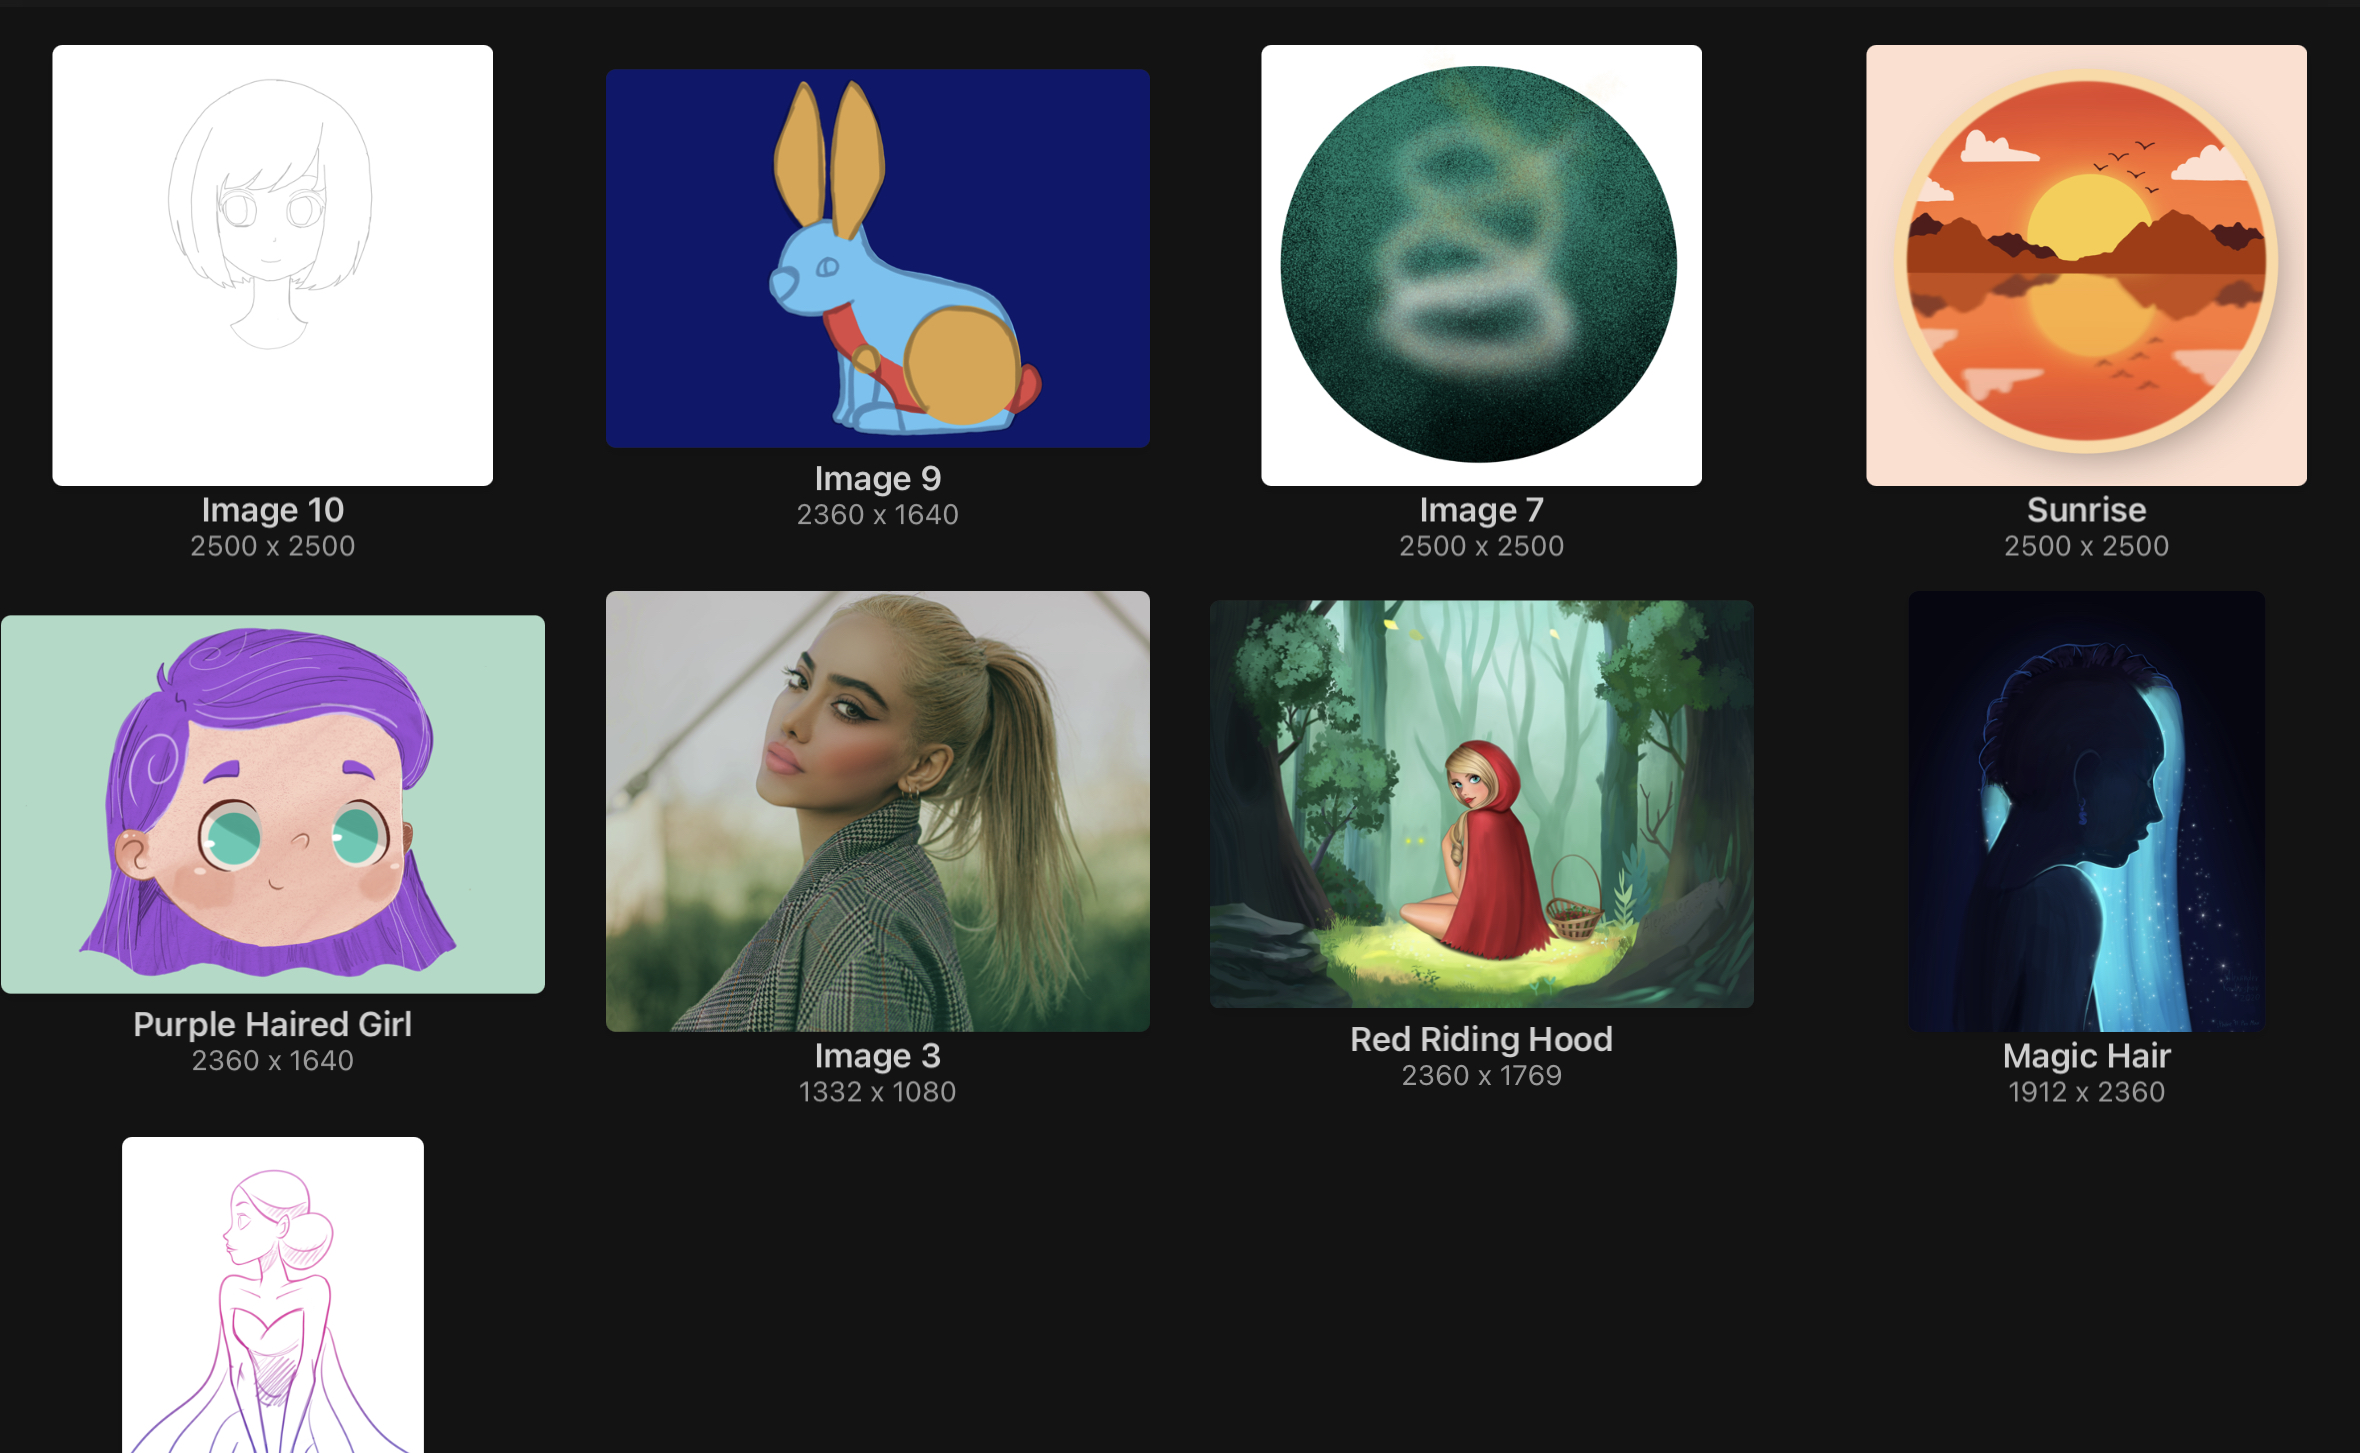 Image 10
2500 x 2500
Image 9
2360 x 1640
Image 7
2500 x 2500
Sunrise
2500 x 2500
Purple Haired Girl
2360 x 1640
Image 3
1332 x 1080
Red Riding Hood
2360 x 1769
Magic Hair
1912 x 2360